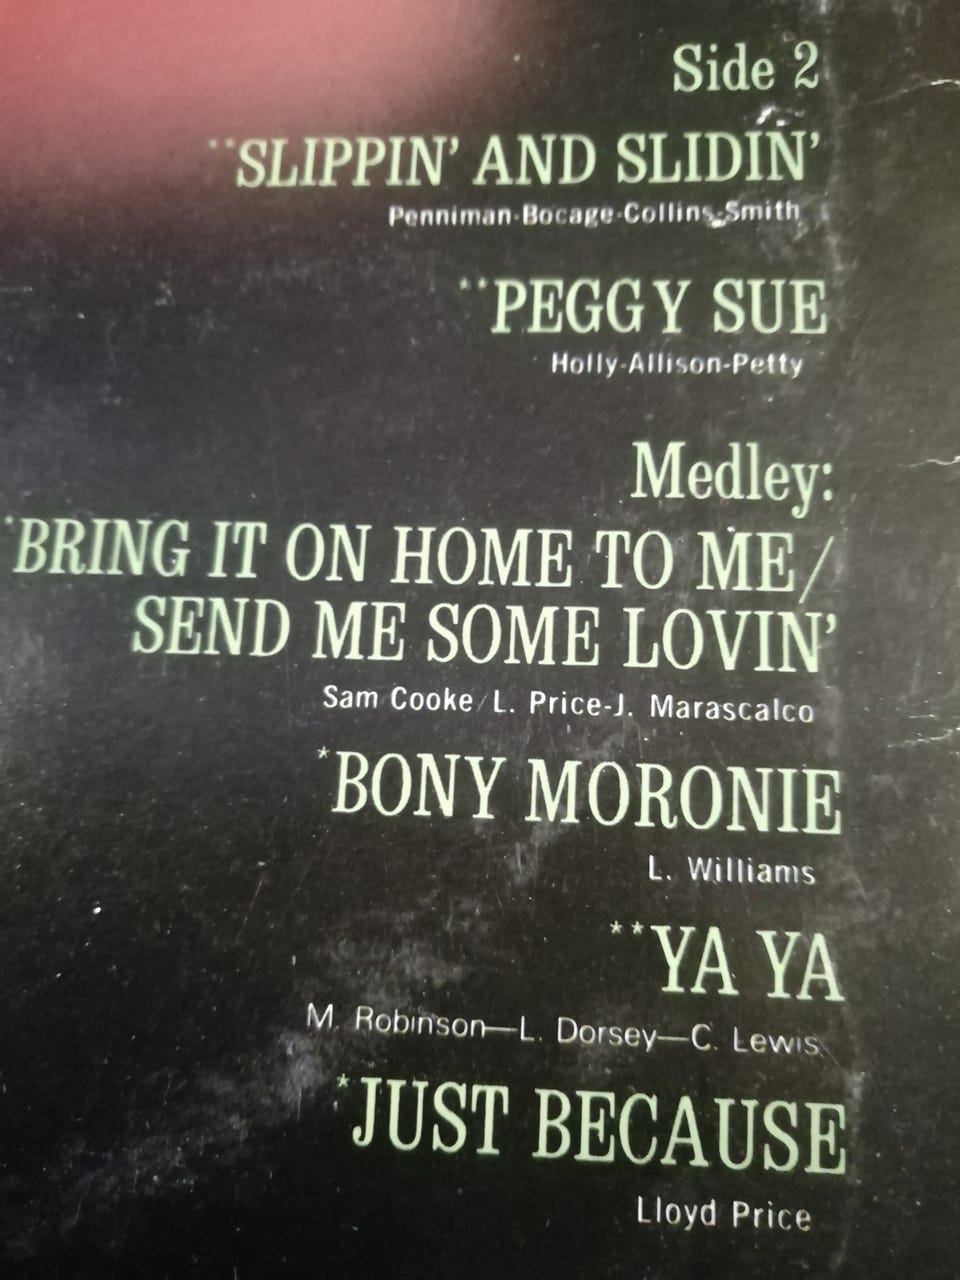 Side 2
**SLIPPIN' AND SLIDIN'
Penniman-Bocage-Collins-Smith
**PEGGY SUE
Holly-Allison-Petty
Medley:
*BRING IT ON HOME TO ME/
SEND ME SOME LOVIN'
Sam Cooke/L. Price-J. Marascalco
*BONY MORONIE
L. Williams
**YA YA
M. Robinson—L. Dorsey—C. Lewis
*JUST BECAUSE
Lloyd Price